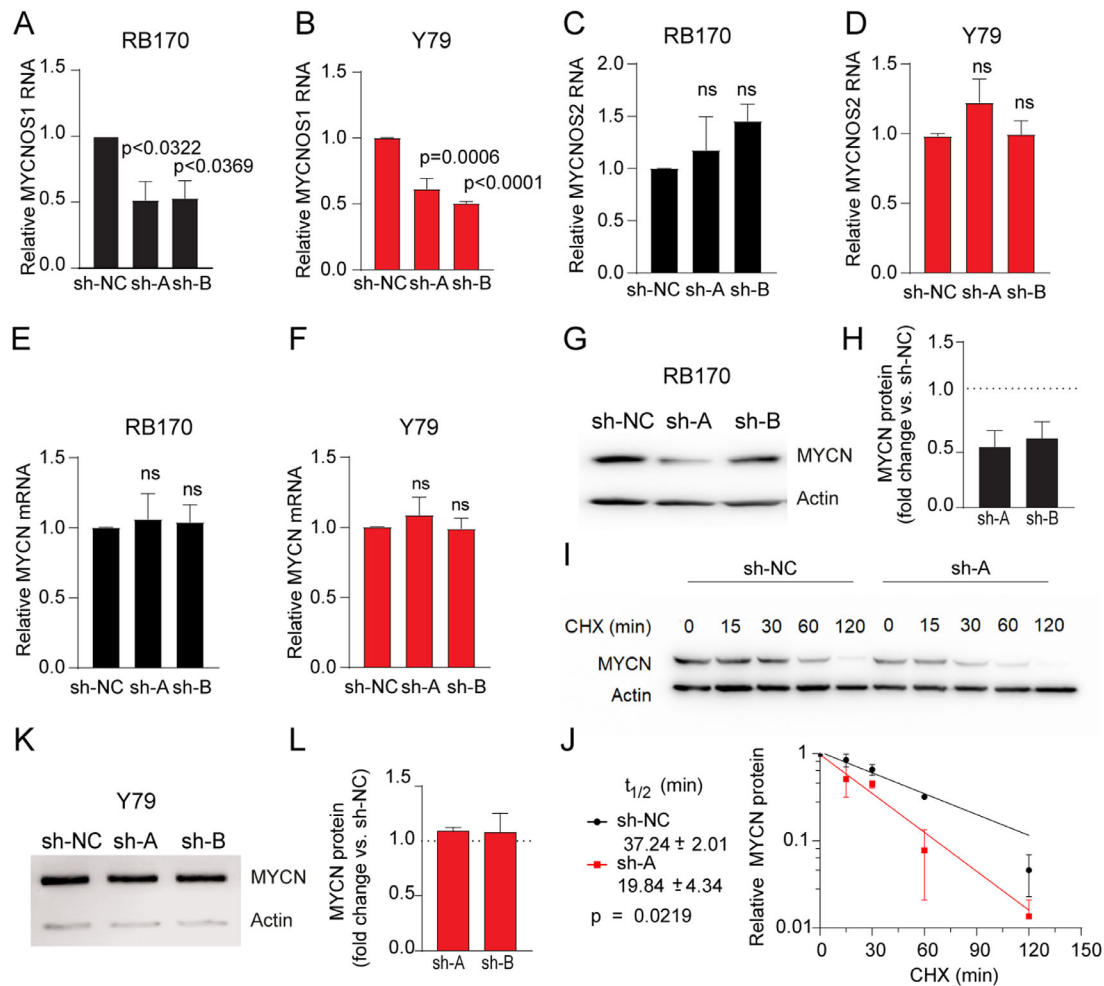 A
RB170
Relative MYCNOS1 RNA
1.5
1.0
0.5
0.0
p<0.0322
p<0.0369
sh-NC sh-A sh-B
B
Y79
Relative MYCNOS1 RNA
1.5
1.0
0.5
0.0
p=0.0006
p<0.0001
sh-NC sh-A sh-B
C
RB170
Relative MYCNOS2 RNA
2.0
1.5
1.0
0.5
0.0
ns ns
sh-NC sh-A sh-B
D
Y79
Relative MYCNOS2 RNA
1.5
1.0
0.5
0.0
ns
ns
sh-NC sh-A sh-B
E
RB170
Relative MYCN mRNA
1.5
1.0
0.5
0.0
ns ns
sh-NC sh-A sh-B
F
Y79
Relative MYCN mRNA
1.5
1.0
0.5
0.0
ns
ns
sh-NC sh-A sh-B
G
RB170
sh-NC sh-A sh-B
MYCN
Actin
H
MYCN protein
(fold change vs. sh-NC)
1.5
1.0
0.5
0.0
sh-A sh-B
I
sh-NC sh-A
CHX (min) 0 15 30 60 120 0 15 30 60 120
MYCN
Actin
K
Y79
sh-NC sh-A sh-B
MYCN
Actin
L
MYCN protein
(fold change vs. sh-NC)
1.5
1.0
0.5
0.0
sh-A sh-B
J
t1/2 (min)
sh-NC
37.24 ± 2.01
sh-A
19.84 ±4.34
p = 0.0219
Relative MYCN protein
1
0.1
0.01
0 30 60 90 120 150
CHX (min)